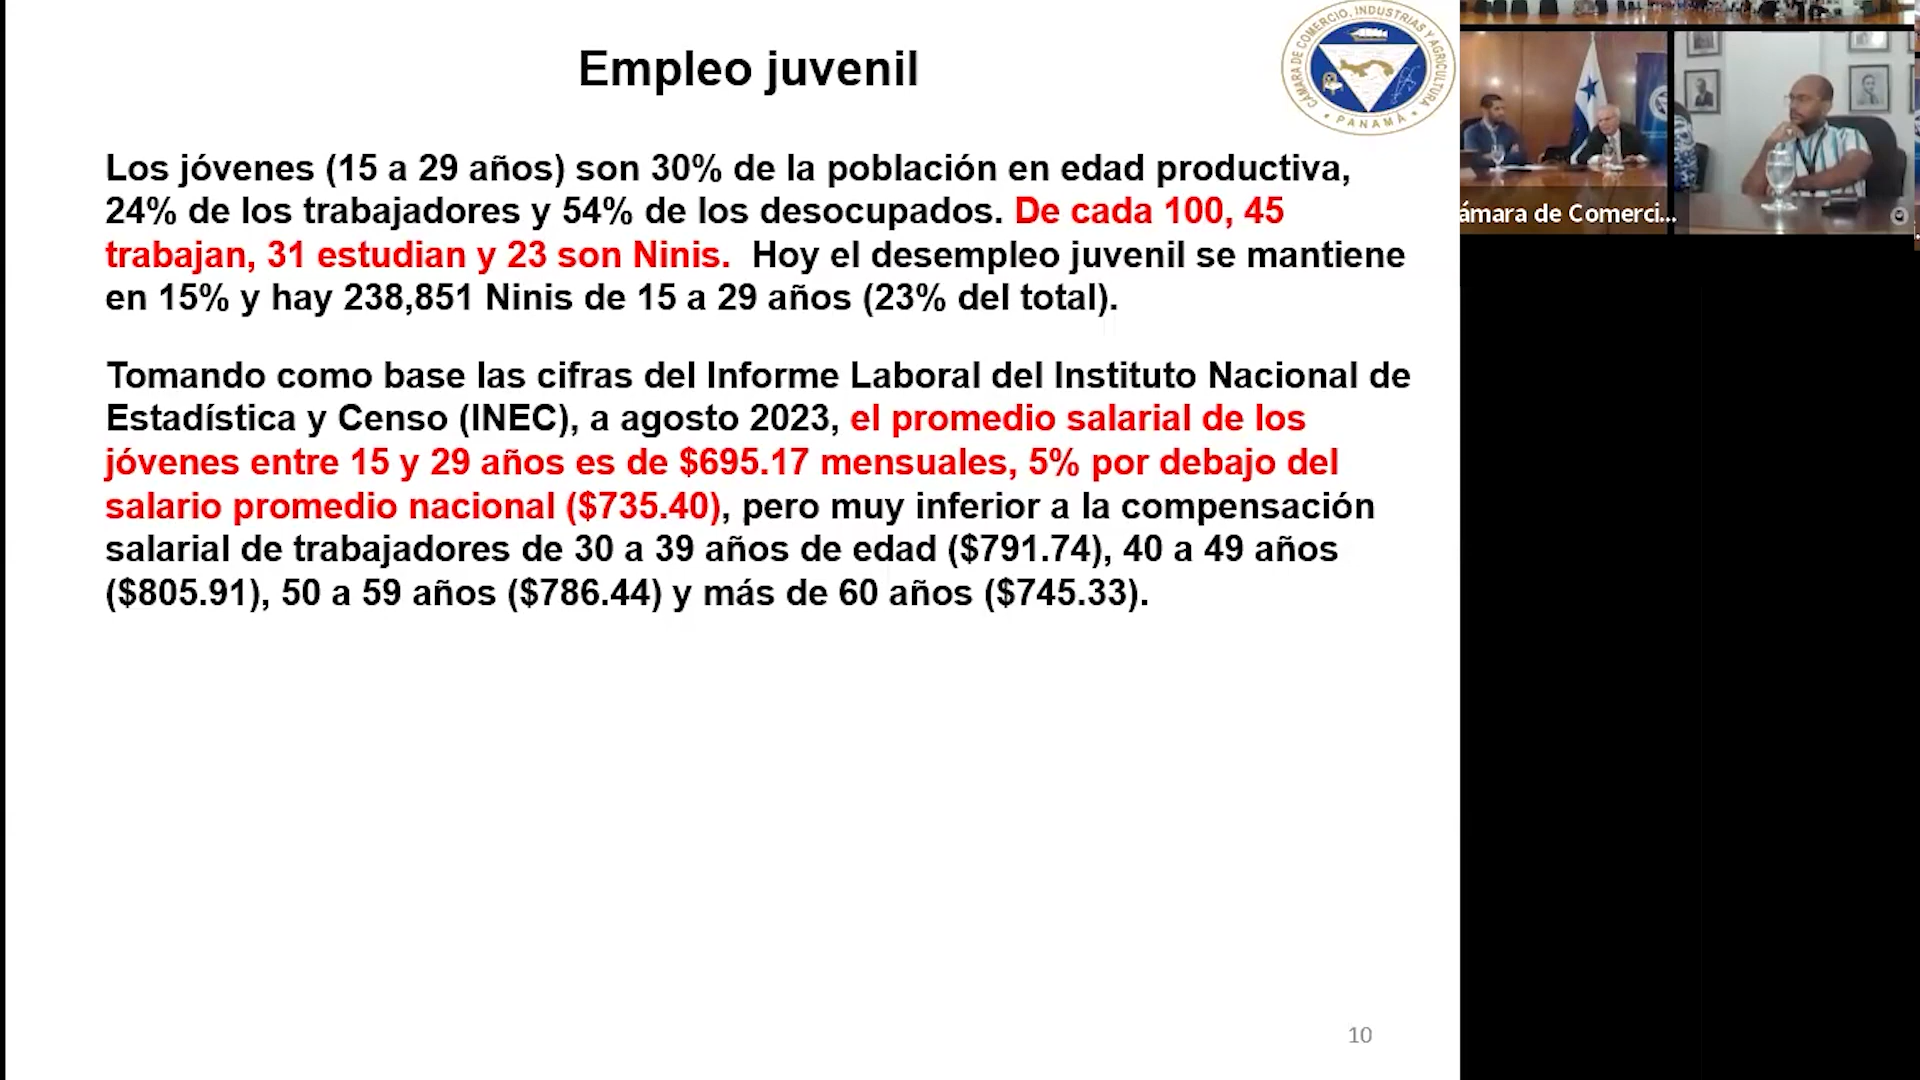 Empleo juvenil
CÁMARA DE COMERCIO, INDUSTRIAS Y AGRICULTURA
PANAMÁ
Los jóvenes (15 a 29 años) son 30% de la población en edad productiva,
24% de los trabajadores y 54% de los desocupados. De cada 100, 45
trabajan, 31 estudian y 23 son Ninis.  Hoy el desempleo juvenil se mantiene
en 15% y hay 238,851 Ninis de 15 a 29 años (23% del total).
Tomando como base las cifras del Informe Laboral del Instituto Nacional de
Estadística y Censo (INEC), a agosto 2023, el promedio salarial de los
jóvenes entre 15 y 29 años es de $695.17 mensuales, 5% por debajo del
salario promedio nacional ($735.40), pero muy inferior a la compensación
salarial de trabajadores de 30 a 39 años de edad ($791.74), 40 a 49 años
($805.91), 50 a 59 años ($786.44) y más de 60 años ($745.33).
10
ámara de Comerci...